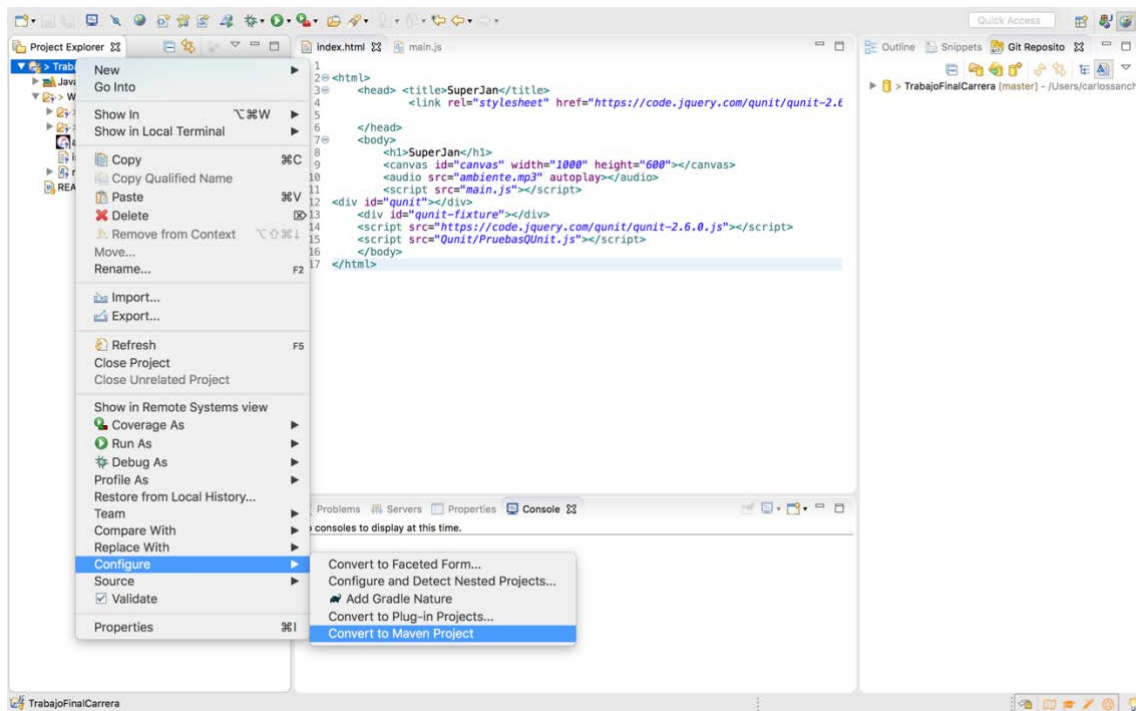 Quick Access
Project Explorer
index.html
main.js
Outline
Snippets
Git Reposito
> Trab
Java
> W
>
>
REA
> TrabajoFinalCarrera [master] - /Users/carlossanch
New
Go Into
Show In ⌥⌘W
Show in Local Terminal
Copy ⌘C
Copy Qualified Name
Paste ⌘V
Delete ⌦
Remove from Context ⌥⇧⌘↓
Move...
Rename... F2
Import...
Export...
Refresh F5
Close Project
Close Unrelated Project
Show in Remote Systems view
Coverage As
Run As
Debug As
Profile As
Restore from Local History...
Team
Compare With
Replace With
Configure
Source
Validate
Properties ⌘I
Convert to Faceted Form...
Configure and Detect Nested Projects...
Add Gradle Nature
Convert to Plug-in Projects...
Convert to Maven Project
1
2 <html>
3 <head> <title>SuperJan</title>
4 <link rel="stylesheet" href="https://code.jquery.com/qunit/qunit-2.6
5
6 </head>
7 <body>
8 <h1>SuperJan</h1>
9 <canvas id="canvas" width="1000" height="600"></canvas>
10 <audio src="ambiente.mp3" autoplay></audio>
11 <script src="main.js"></script>
12 <div id="qunit"></div>
13 <div id="qunit-fixture"></div>
14 <script src="https://code.jquery.com/qunit/qunit-2.6.0.js"></script>
15 <script src="Qunit/PruebasQUnit.js"></script>
16 </body>
17 </html>
Problems
Servers
Properties
Console
consoles to display at this time.
TrabajoFinalCarrera